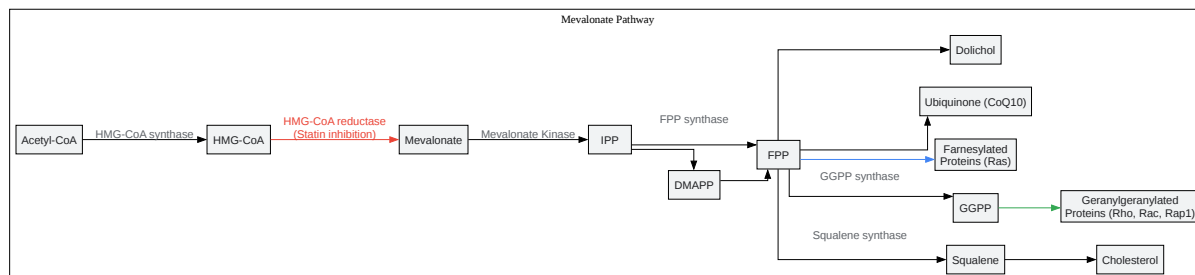 Mevalonate Pathway
Dolichol
Ubiquinone (CoQ10)
HMG-CoA reductase
(Statin inhibition)
FPP synthase
Acetyl-CoA
HMG-CoA synthase
HMG-CoA
Mevalonate
Mevalonate Kinase
IPP
FPP
Farnesylated
Proteins (Ras)
DMAPP
GGPP synthase
GGPP
Geranylgeranylated
Proteins (Rho, Rac, Rap1)
Squalene synthase
Squalene
Cholesterol